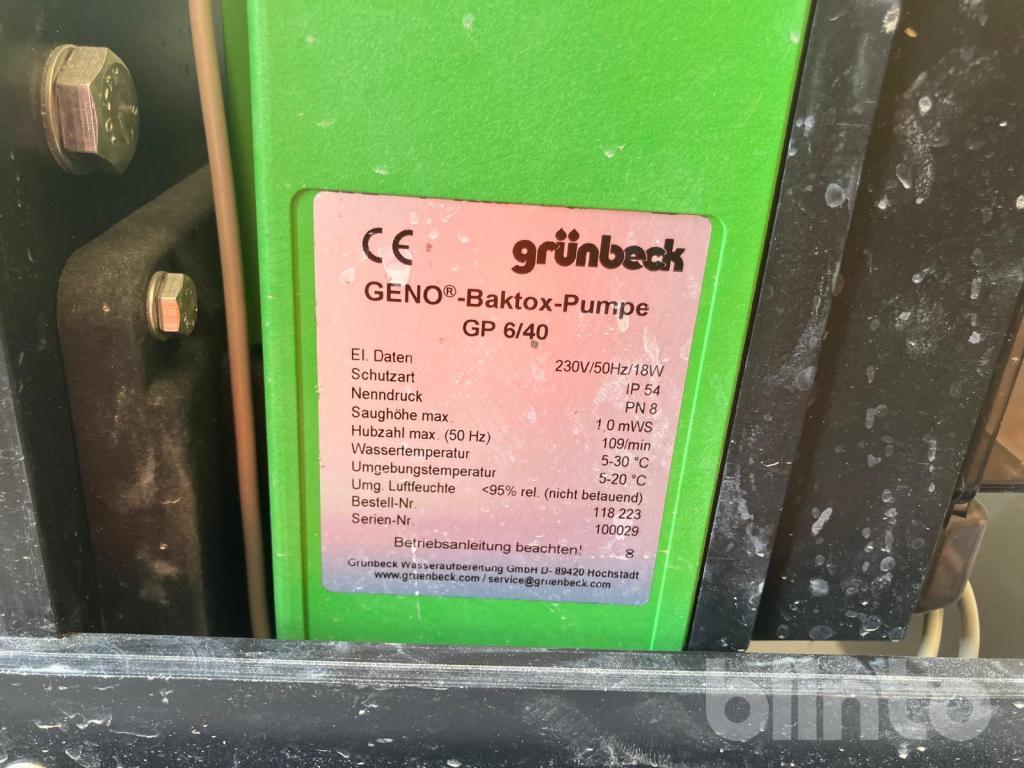 CE
grünbeck
GENO®-Baktox-Pumpe
GP 6/40
El. Daten 230V/50Hz/18W
Schutzart IP 54
Nenndruck PN 8
Saughöhe max. 1,0 mWS
Hubzahl max. (50 Hz) 109/min
Wassertemperatur 5-30 °C
Umgebungstemperatur 5-20 °C
Umg. Luftfeuchte <95% rel. (nicht betauend)
Bestell-Nr. 118 223
Serien-Nr. 100029
Betriebsanleitung beachten! 8
Grünbeck Wasseraufbereitung GmbH D- 89420 Höchstädt
www.gruenbeck.com / service@gruenbeck.com
blinto